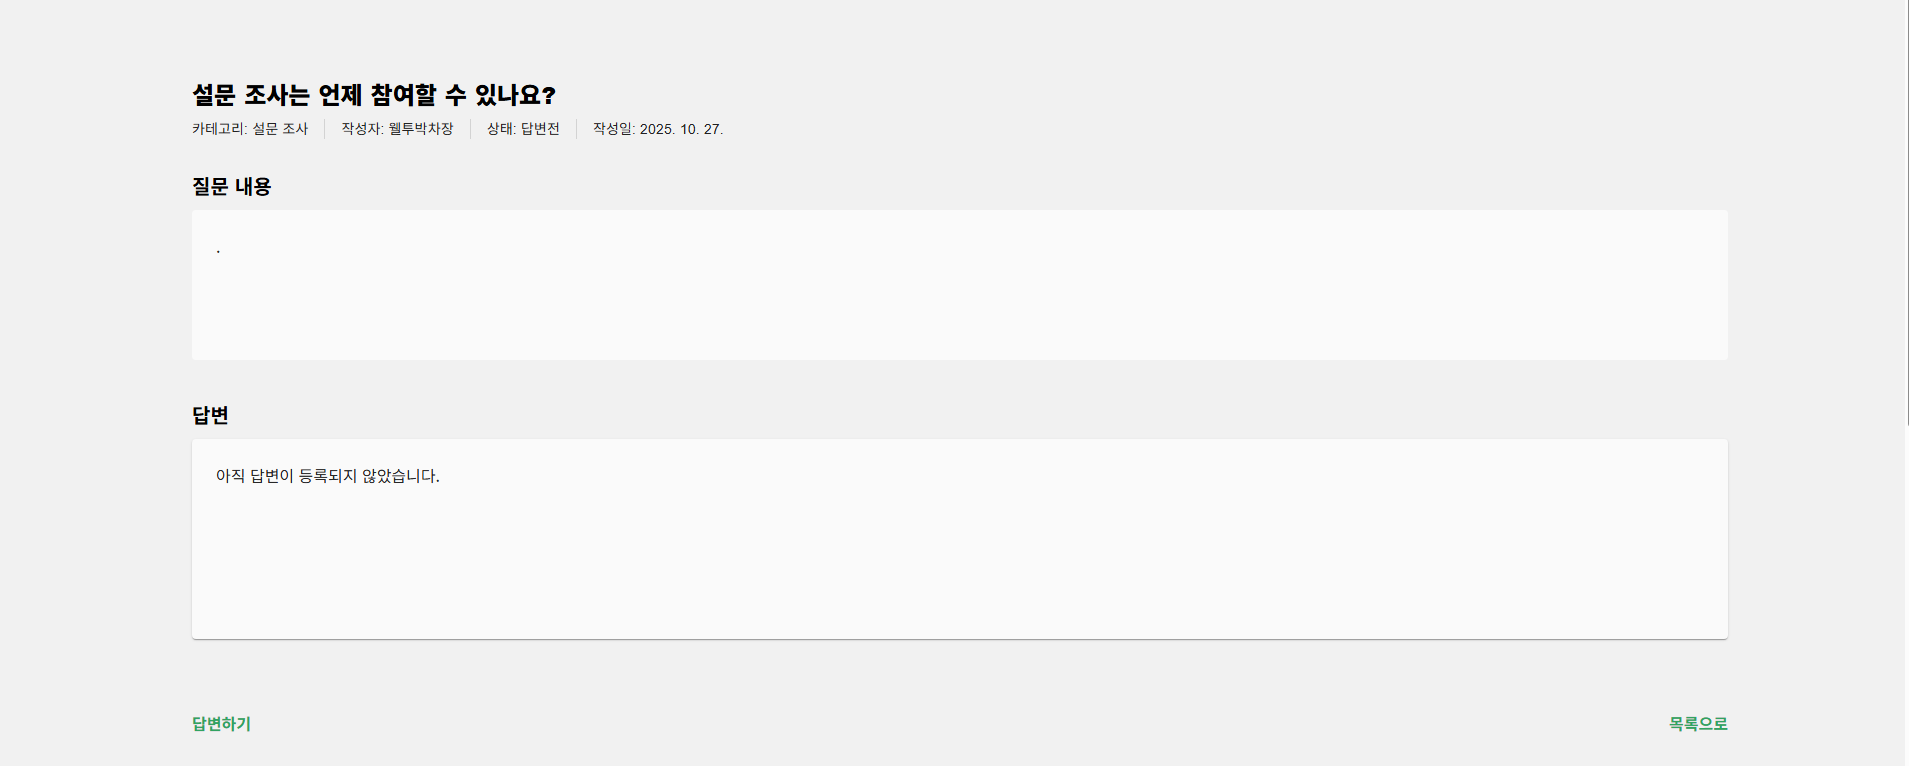 설문 조사는 언제 참여할 수 있나요?
카테고리: 설문 조사 작성자: 웰투박차장 상태: 답변전 작성일: 2025. 10. 27.
질문 내용
.
답변
아직 답변이 등록되지 않았습니다.
답변하기 목록으로